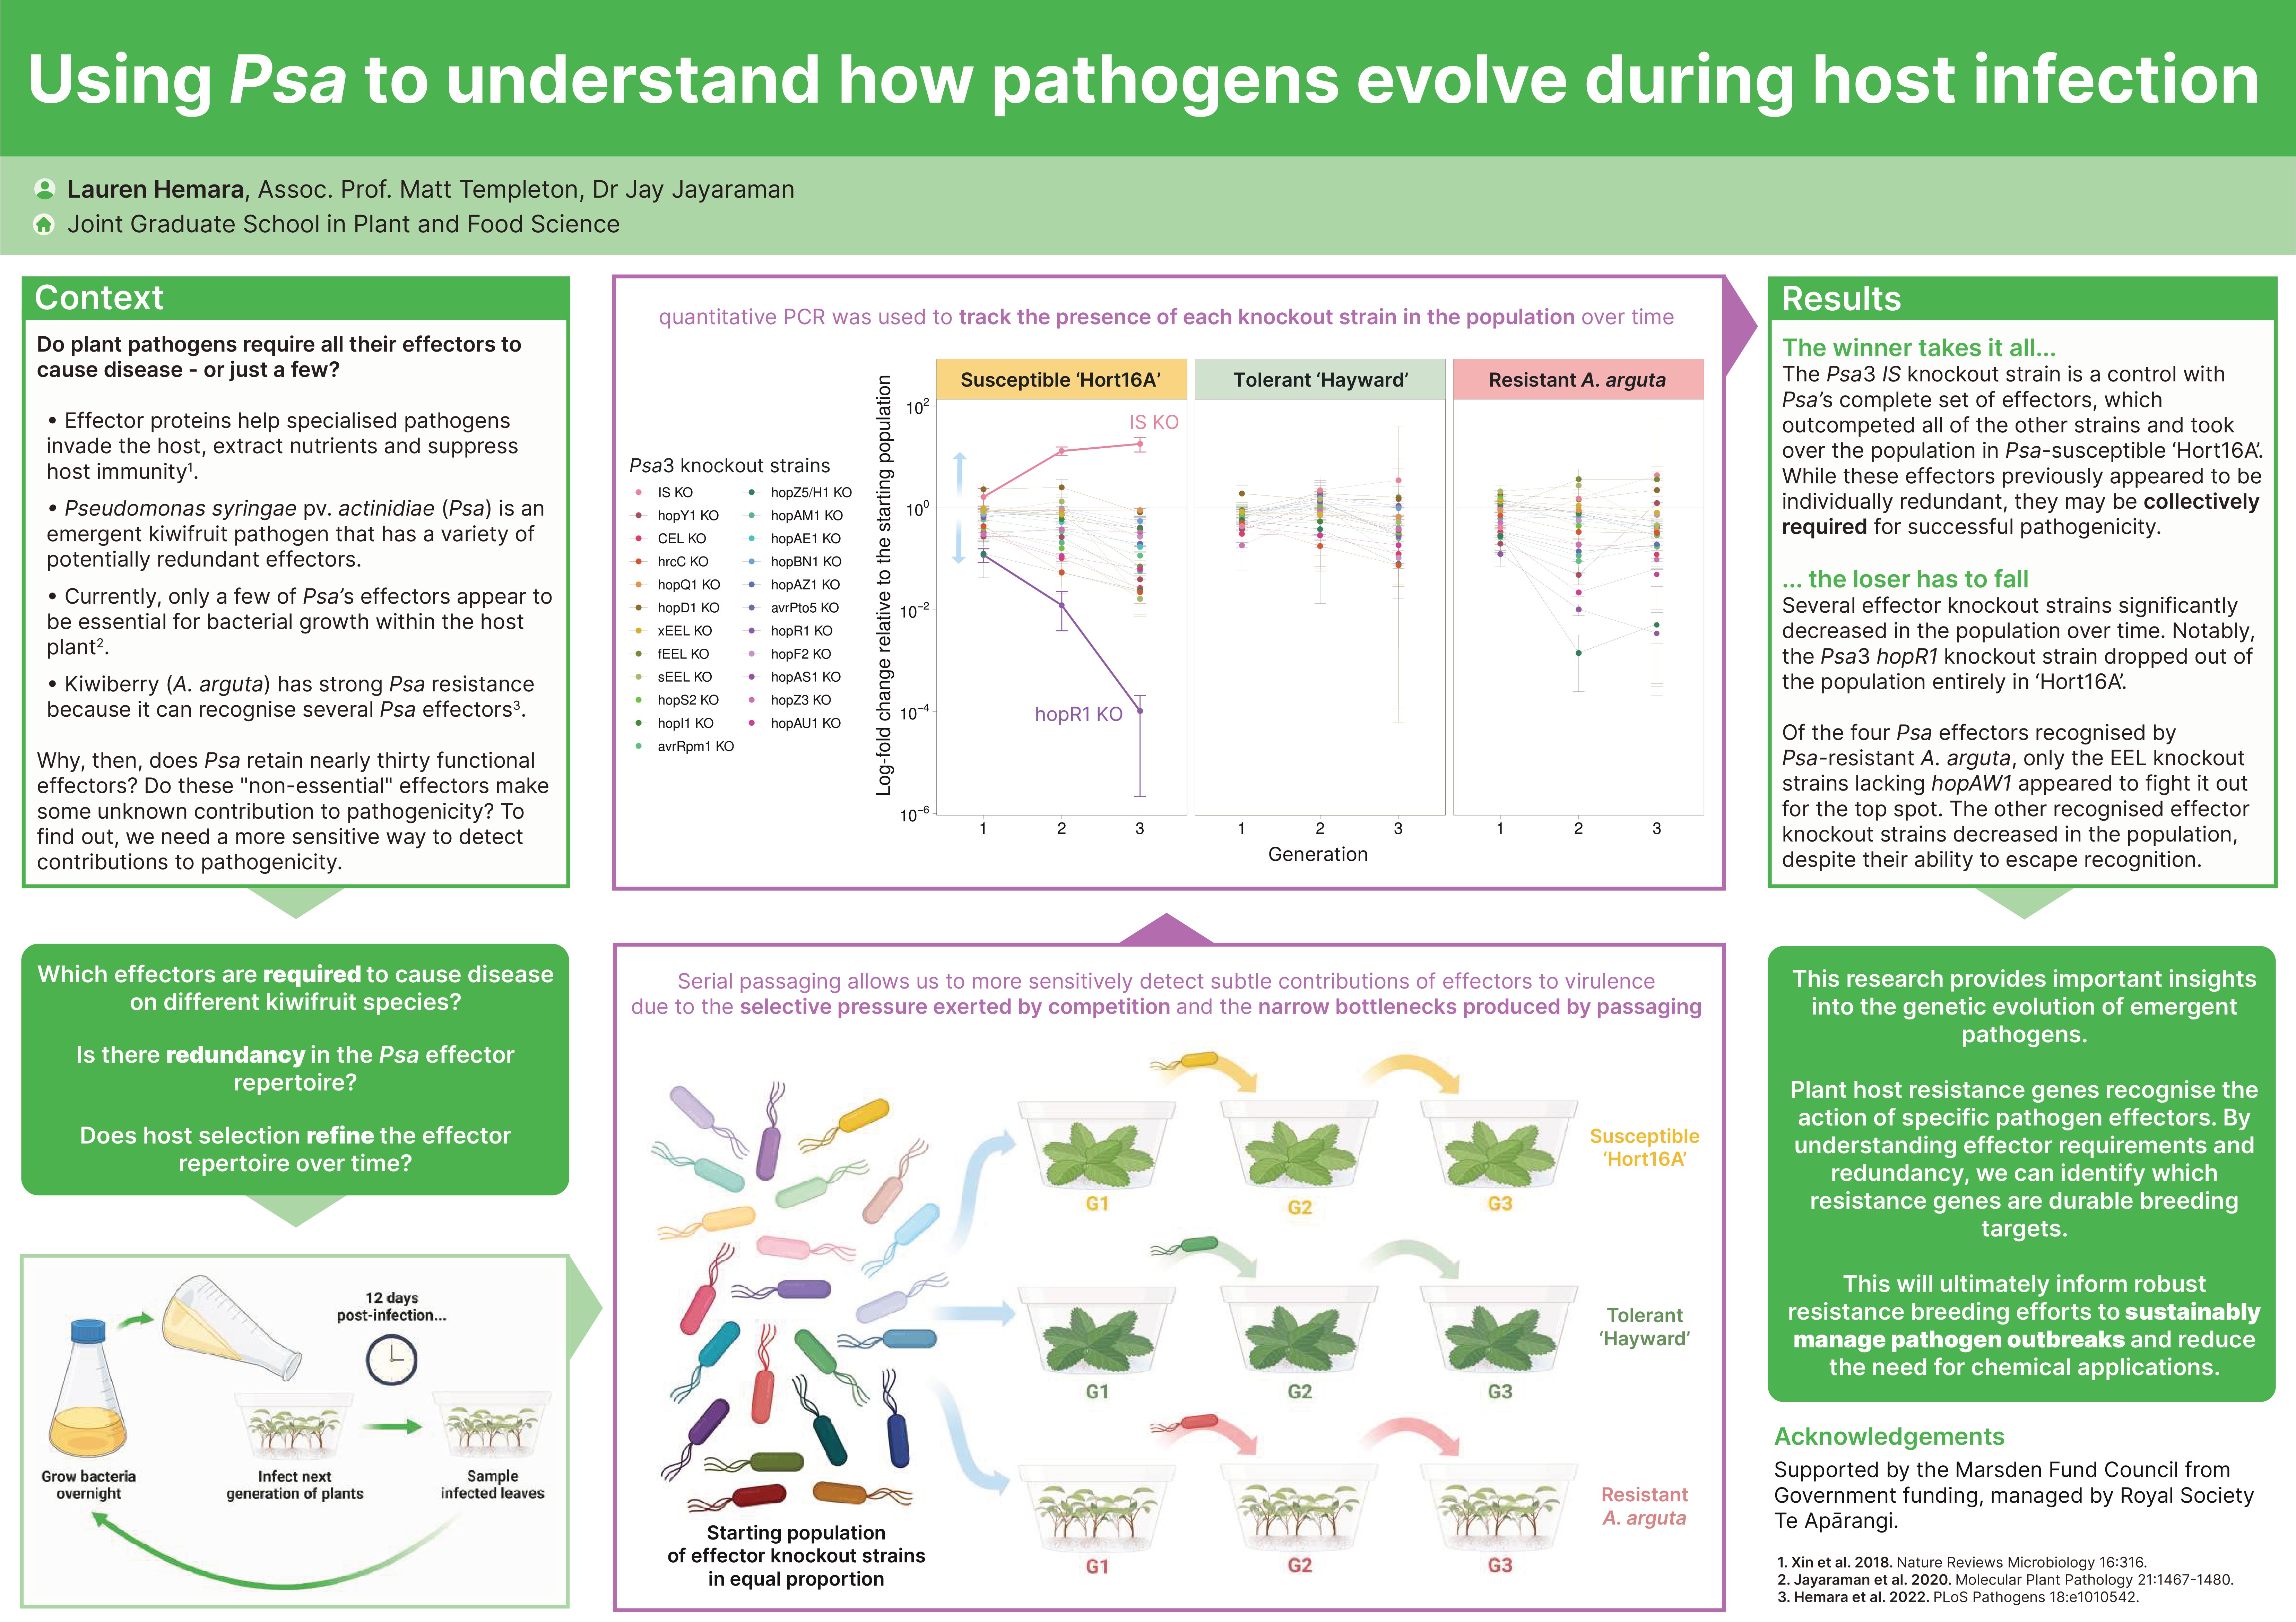 Using Psa to understand how pathogens evolve during host infection
Lauren Hemara, Assoc. Prof. Matt Templeton, Dr Jay Jayaraman
Joint Graduate School in Plant and Food Science
Context
Do plant pathogens require all their effectors to
cause disease - or just a few?
• Effector proteins help specialised pathogens
invade the host, extract nutrients and suppress
host immunity¹.
• Pseudomonas syringae pv. actinidiae (Psa) is an
emergent kiwifruit pathogen that has a variety of
potentially redundant effectors.
• Currently, only a few of Psa's effectors appear to
be essential for bacterial growth within the host
plant².
• Kiwiberry (A. arguta) has strong Psa resistance
because it can recognise several Psa effectors³.
Why, then, does Psa retain nearly thirty functional
effectors? Do these "non-essential" effectors make
some unknown contribution to pathogenicity? To
find out, we need a more sensitive way to detect
contributions to pathogenicity.
Which effectors are required to cause disease
on different kiwifruit species?
Is there redundancy in the Psa effector
repertoire?
Does host selection refine the effector
repertoire over time?
12 days
post-infection...
Grow bacteria
overnight
Infect next
generation of plants
Sample
infected leaves
Serial passaging allows us to more sensitively detect subtle contributions of effectors to virulence
due to the selective pressure exerted by competition and the narrow bottlenecks produced by passaging
Starting population
of effector knockout strains
in equal proportion
G1
G2
G3
Susceptible
'Hort16A'
G1
G2
G3
Tolerant
'Hayward'
G1
G2
G3
Resistant
A. arguta
quantitative PCR was used to track the presence of each knockout strain in the population over time
Psa3 knockout strains
IS KO
hopY1 KO
CEL KO
hrcC KO
hopQ1 KO
hopD1 KO
xEEL KO
fEEL KO
sEEL KO
hopS2 KO
hopI1 KO
avrRpm1 KO
hopZ5/H1 KO
hopAM1 KO
hopAE1 KO
hopBN1 KO
hopAZ1 KO
avrPto5 KO
hopR1 KO
hopF2 KO
hopAS1 KO
hopZ3 KO
hopAU1 KO
Log-fold change relative to the starting population
10²
10⁰
10⁻²
10⁻⁴
10⁻⁶
Susceptible 'Hort16A'
Tolerant 'Hayward'
Resistant A. arguta
IS KO
hopR1 KO
1 2 3
1 2 3
1 2 3
Generation
Results
The winner takes it all...
The Psa3 IS knockout strain is a control with
Psa's complete set of effectors, which
outcompeted all of the other strains and took
over the population in Psa-susceptible 'Hort16A'.
While these effectors previously appeared to be
individually redundant, they may be collectively
required for successful pathogenicity.
... the loser has to fall
Several effector knockout strains significantly
decreased in the population over time. Notably,
the Psa3 hopR1 knockout strain dropped out of
the population entirely in 'Hort16A'.
Of the four Psa effectors recognised by
Psa-resistant A. arguta, only the EEL knockout
strains lacking hopAW1 appeared to fight it out
for the top spot. The other recognised effector
knockout strains decreased in the population,
despite their ability to escape recognition.
This research provides important insights
into the genetic evolution of emergent
pathogens.
Plant host resistance genes recognise the
action of specific pathogen effectors. By
understanding effector requirements and
redundancy, we can identify which
resistance genes are durable breeding
targets.
This will ultimately inform robust
resistance breeding efforts to sustainably
manage pathogen outbreaks and reduce
the need for chemical applications.
Acknowledgements
Supported by the Marsden Fund Council from
Government funding, managed by Royal Society
Te Apārangi.
1. Xin et al. 2018. Nature Reviews Microbiology 16:316.
2. Jayaraman et al. 2020. Molecular Plant Pathology 21:1467-1480.
3. Hemara et al. 2022. PLoS Pathogens 18:e1010542.